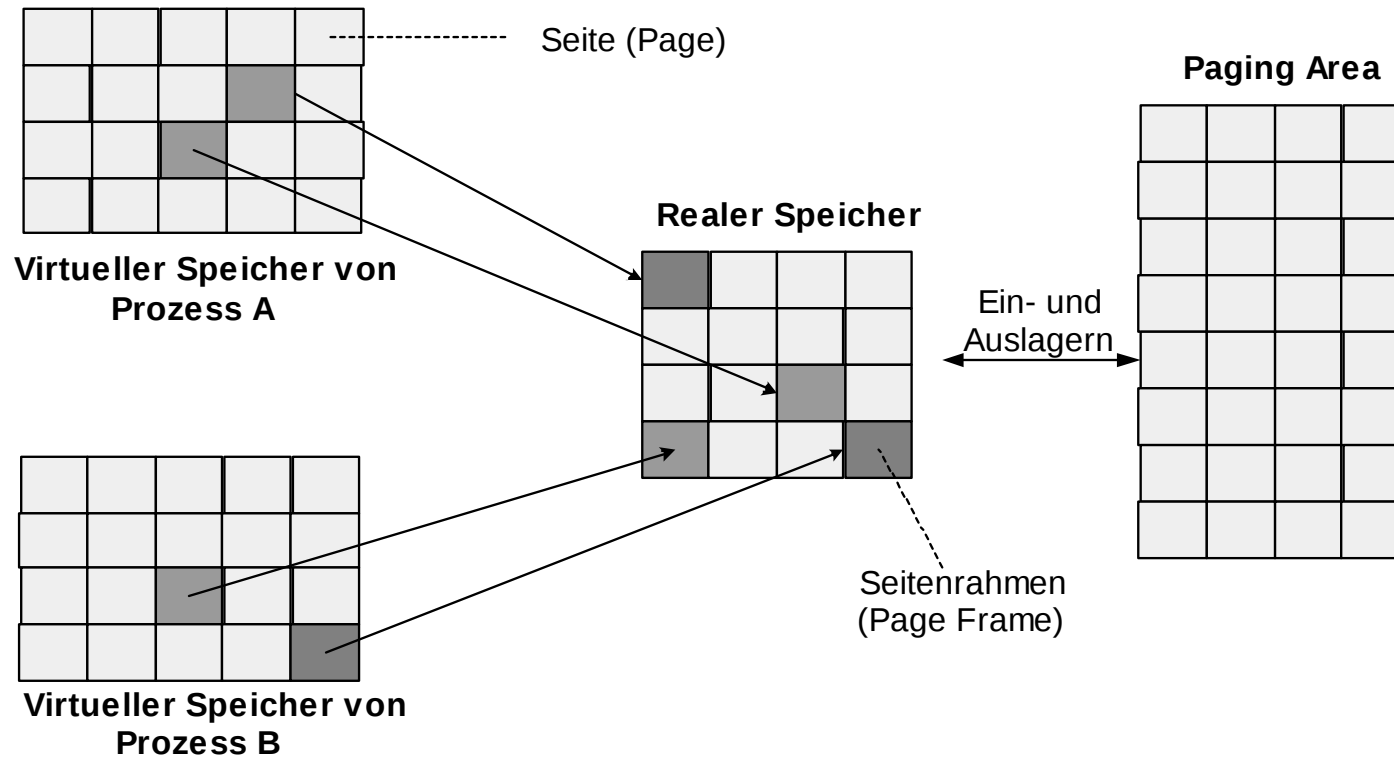 Seite (Page)
Paging Area
Realer Speicher
Virtueller Speicher von
Prozess A
Ein- und
Auslagern
Seitenrahmen
(Page Frame)
Virtueller Speicher von
Prozess B